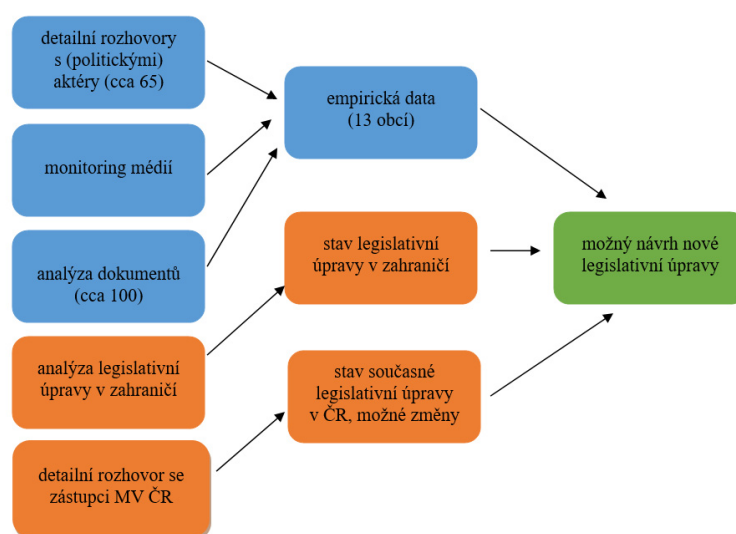 detailní rozhovory
s (politickými)
aktéry (cca 65)
monitoring médií
analýza dokumentů
(cca 100)
analýza legislativní
úpravy v zahraničí
detailní rozhovor se
zástupci MV ČR
empirická data
(13 obcí)
stav legislativní
úpravy v zahraničí
stav současné
legislativní úpravy
v ČR, možné změny
možný návrh nové
legislativní úpravy